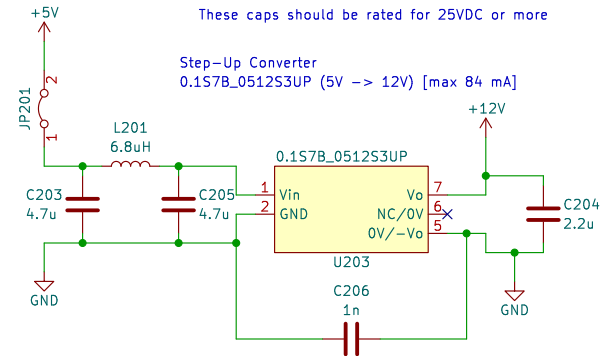 +5V
These caps should be rated for 25VDC or more
Step-Up Converter
0.1S7B_0512S3UP (5V -> 12V) [max 84 mA]
JP201
2
1
+12V
L201
6.8uH
0.1S7B_0512S3UP
C203
4.7u
C205
4.7u
1
Vin
2
GND
Vo
7
NC/0V
6
0V/-Vo
5
U203
C204
2.2u
GND
C206
1n
GND